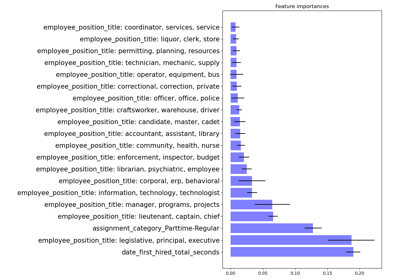 Feature importances
employee_position_title: coordinator, services, service
employee_position_title: liquor, clerk, store
employee_position_title: permitting, planning, resources
employee_position_title: technician, mechanic, supply
employee_position_title: operator, equipment, bus
employee_position_title: correctional, correction, private
employee_position_title: officer, office, police
employee_position_title: craftsworker, warehouse, driver
employee_position_title: candidate, master, cadet
employee_position_title: accountant, assistant, library
employee_position_title: community, health, nurse
employee_position_title: enforcement, inspector, budget
employee_position_title: librarian, psychiatric, employee
employee_position_title: corporal, erp, behavioral
employee_position_title: information, technology, technologist
employee_position_title: manager, programs, projects
employee_position_title: lieutenant, captain, chief
assignment_category_Parttime-Regular
employee_position_title: legislative, principal, executive
date_first_hired_total_seconds
0.00 0.05 0.10 0.15 0.20